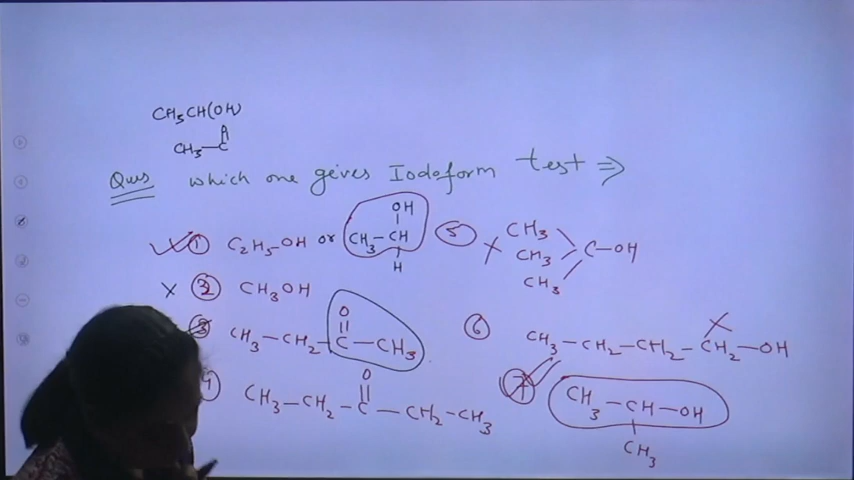 CH3CH(OH)
O
CH3—C
Ques which one gives Iodoform test ⇒
① C2H5-OH or CH3-CH-H
OH
② CH3OH
③ CH3-CH2-C-CH3
O
④ CH3-CH2-C-CH2-CH3
O
⑤ CH3
CH3 C-OH
CH3
⑥ CH3-CH2-CH2-CH2-OH
⑦ CH3-CH-OH
CH3